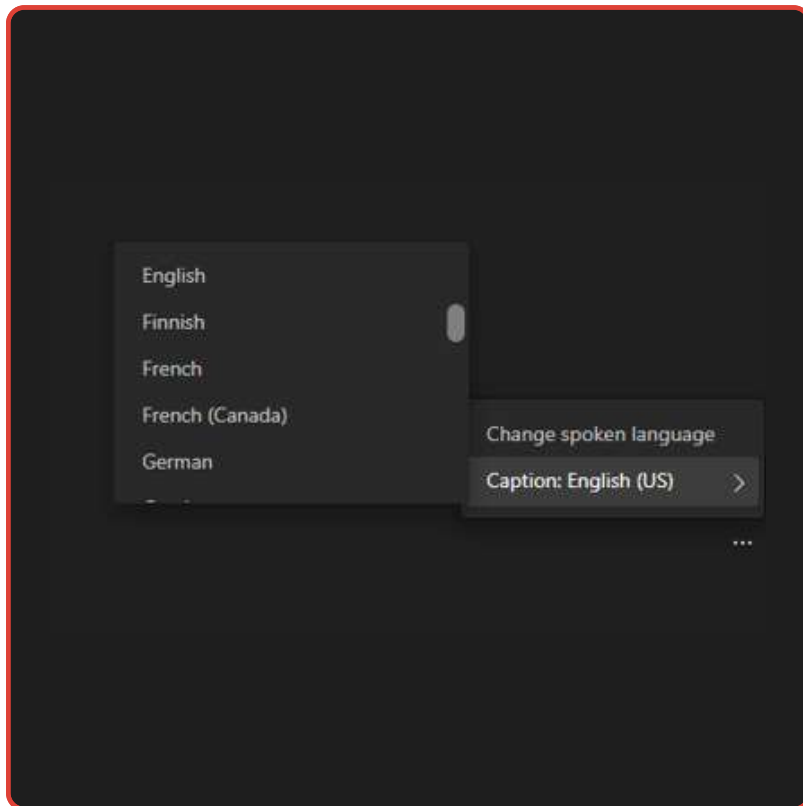 English
Finnish
French
French (Canada)
German
Change spoken language
Caption: English (US)
...